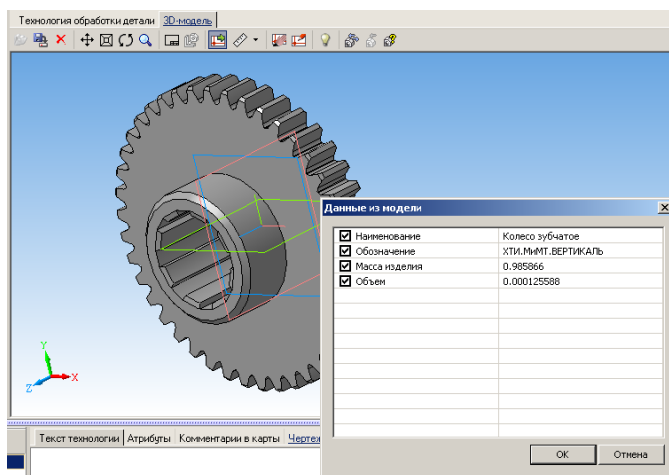 Технология обработки детали 3D-модель
Данные из модели
Наименование Колесо зубчатое
Обозначение ХТИ.МиМТ.ВЕРТИКАЛЬ
Масса изделия 0.985866
Объем 0.000125588
Y
X
Z
Текст технологии Атрибуты Комментарии в карты Чертеж
OK Отмена